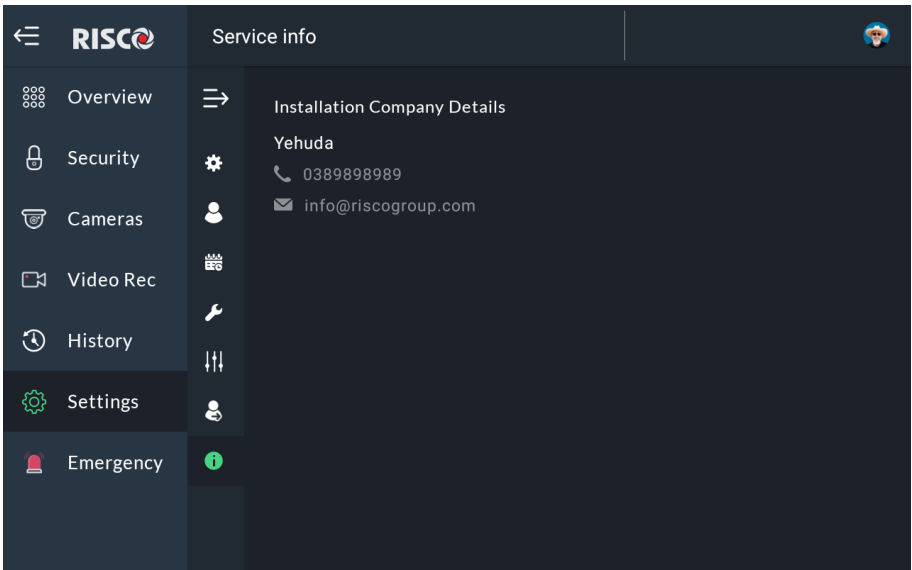 RISCO
Service info
Overview
Security
Cameras
Video Rec
History
Settings
Emergency
Installation Company Details
Yehuda
0389898989
info@riscogroup.com